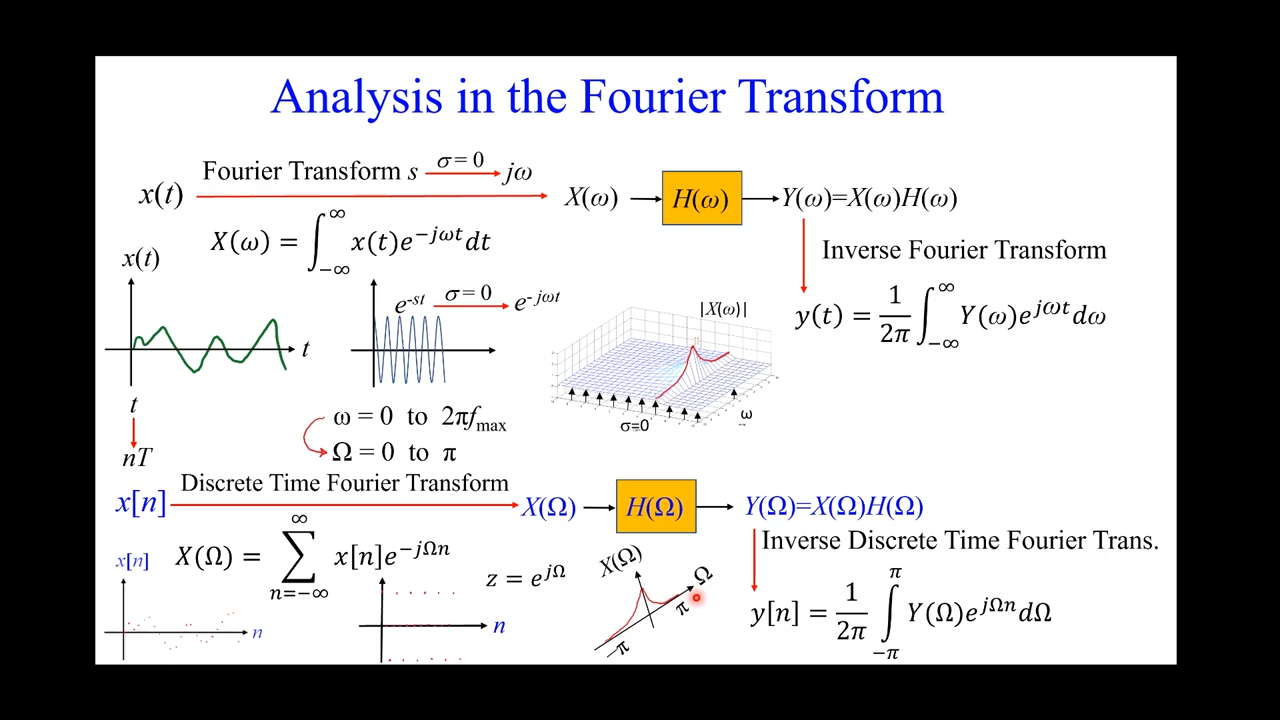 Analysis in the Fourier Transform
Fourier Transform s σ = 0 jω
x(t)
X(ω)
H(ω)
Y(ω)=X(ω)H(ω)
X(ω) = ∫_{−∞}^{∞} x(t)e^{−jωt}dt
Inverse Fourier Transform
x(t)
e^{-st} σ = 0 e^{- jωt}
|X(ω)|
y(t) = 1/2π ∫_{−∞}^{∞} Y(ω)e^{jωt}dω
t
t
ω = 0 to 2πf_{max}
σ=0
ω
nT
Ω = 0 to π
Discrete Time Fourier Transform
x[n]
X(Ω)
H(Ω)
Y(Ω)=X(Ω)H(Ω)
Inverse Discrete Time Fourier Trans.
X(Ω) = ∑_{n=−∞}^{∞} x[n]e^{−jΩn}
x[n]
z = e^{jΩ}
X(Ω)
Ω
π
y[n] = 1/2π ∫_{−π}^{π} Y(Ω)e^{jΩn}dΩ
n
n
−π